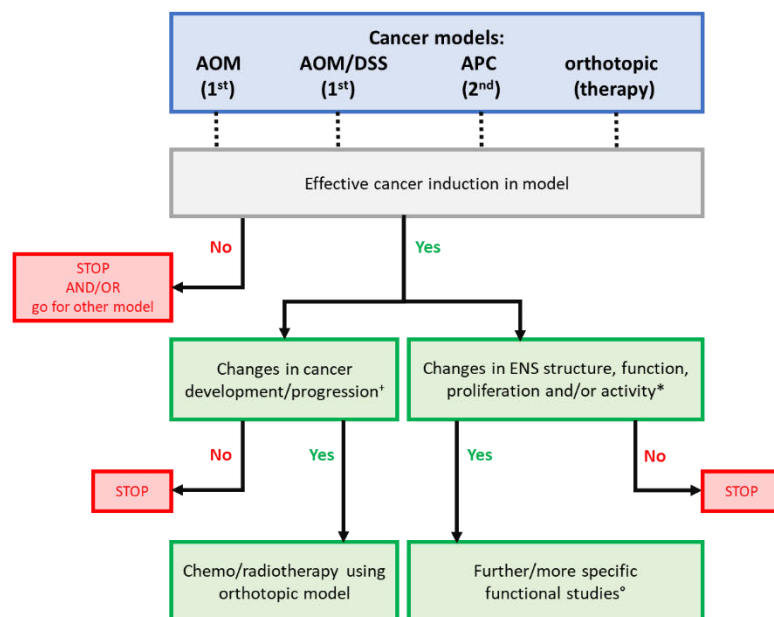 Cancer models:
AOM AOM/DSS APC orthotopic
(1st) (1st) (2nd) (therapy)
Effective cancer induction in model
No Yes
STOP
AND/OR
go for other model
Changes in cancer
development/progression⁺
Changes in ENS structure, function,
proliferation and/or activity*
No Yes Yes No
STOP
STOP
Chemo/radiotherapy using
orthotopic model
Further/more specific
functional studies°